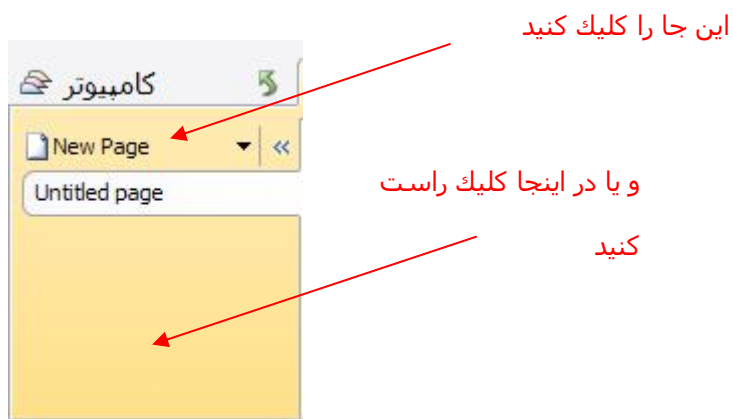 این جا را کلیك کنید
کامپیوتر
New Page
Untitled page
و یا در اینجا کلیك راست
کنید